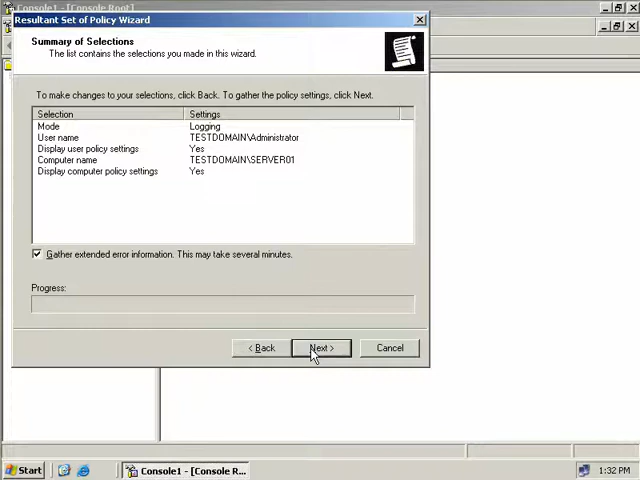 Console1 - [Console Root]
Resultant Set of Policy Wizard
Summary of Selections
The list contains the selections you made in this wizard.
To make changes to your selections, click Back. To gather the policy settings, click Next.
Selection Settings
Mode Logging
User name TESTDOMAIN\Administrator
Display user policy settings Yes
Computer name TESTDOMAIN\SERVER01
Display computer policy settings Yes
Gather extended error information. This may take several minutes.
Progress:
< Back Next > Cancel
Start Console1 - [Console R... 1:32 PM